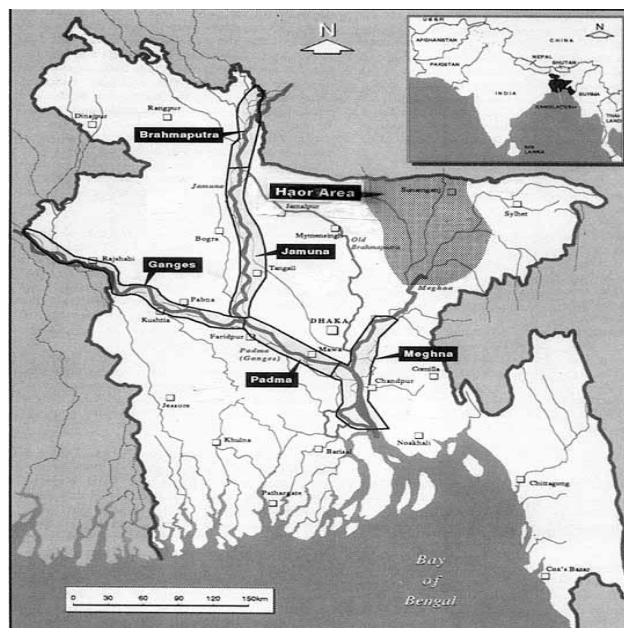 N
U S S R
AFGHANISTAN
CHINA
PAKISTAN
NEPAL
BHUTAN
INDIA
BURMA
BANGLADESH
THAI
LAND
SRI
LANKA
N
Rangpur
Dinajpur
Brahmaputra
Jamuna
Haor Area
Sunamganj
Jamalpur
Sylhet
Mymensingh
Old
Brahmaputra
Bogra
Jamuna
Rajshahi
Ganges
Tangail
Meghna
Pabna
Kushtia
DHAKA
Faridpur
Padma
(Ganges)
Mawa
Meghna
Padma
Comilla
Chandpur
Jessore
Khulna
Noakhali
Barisal
Chittagong
Pathargata
Bay
of
Bengal
Cox's Bazar
0 30 60 90 120 150km